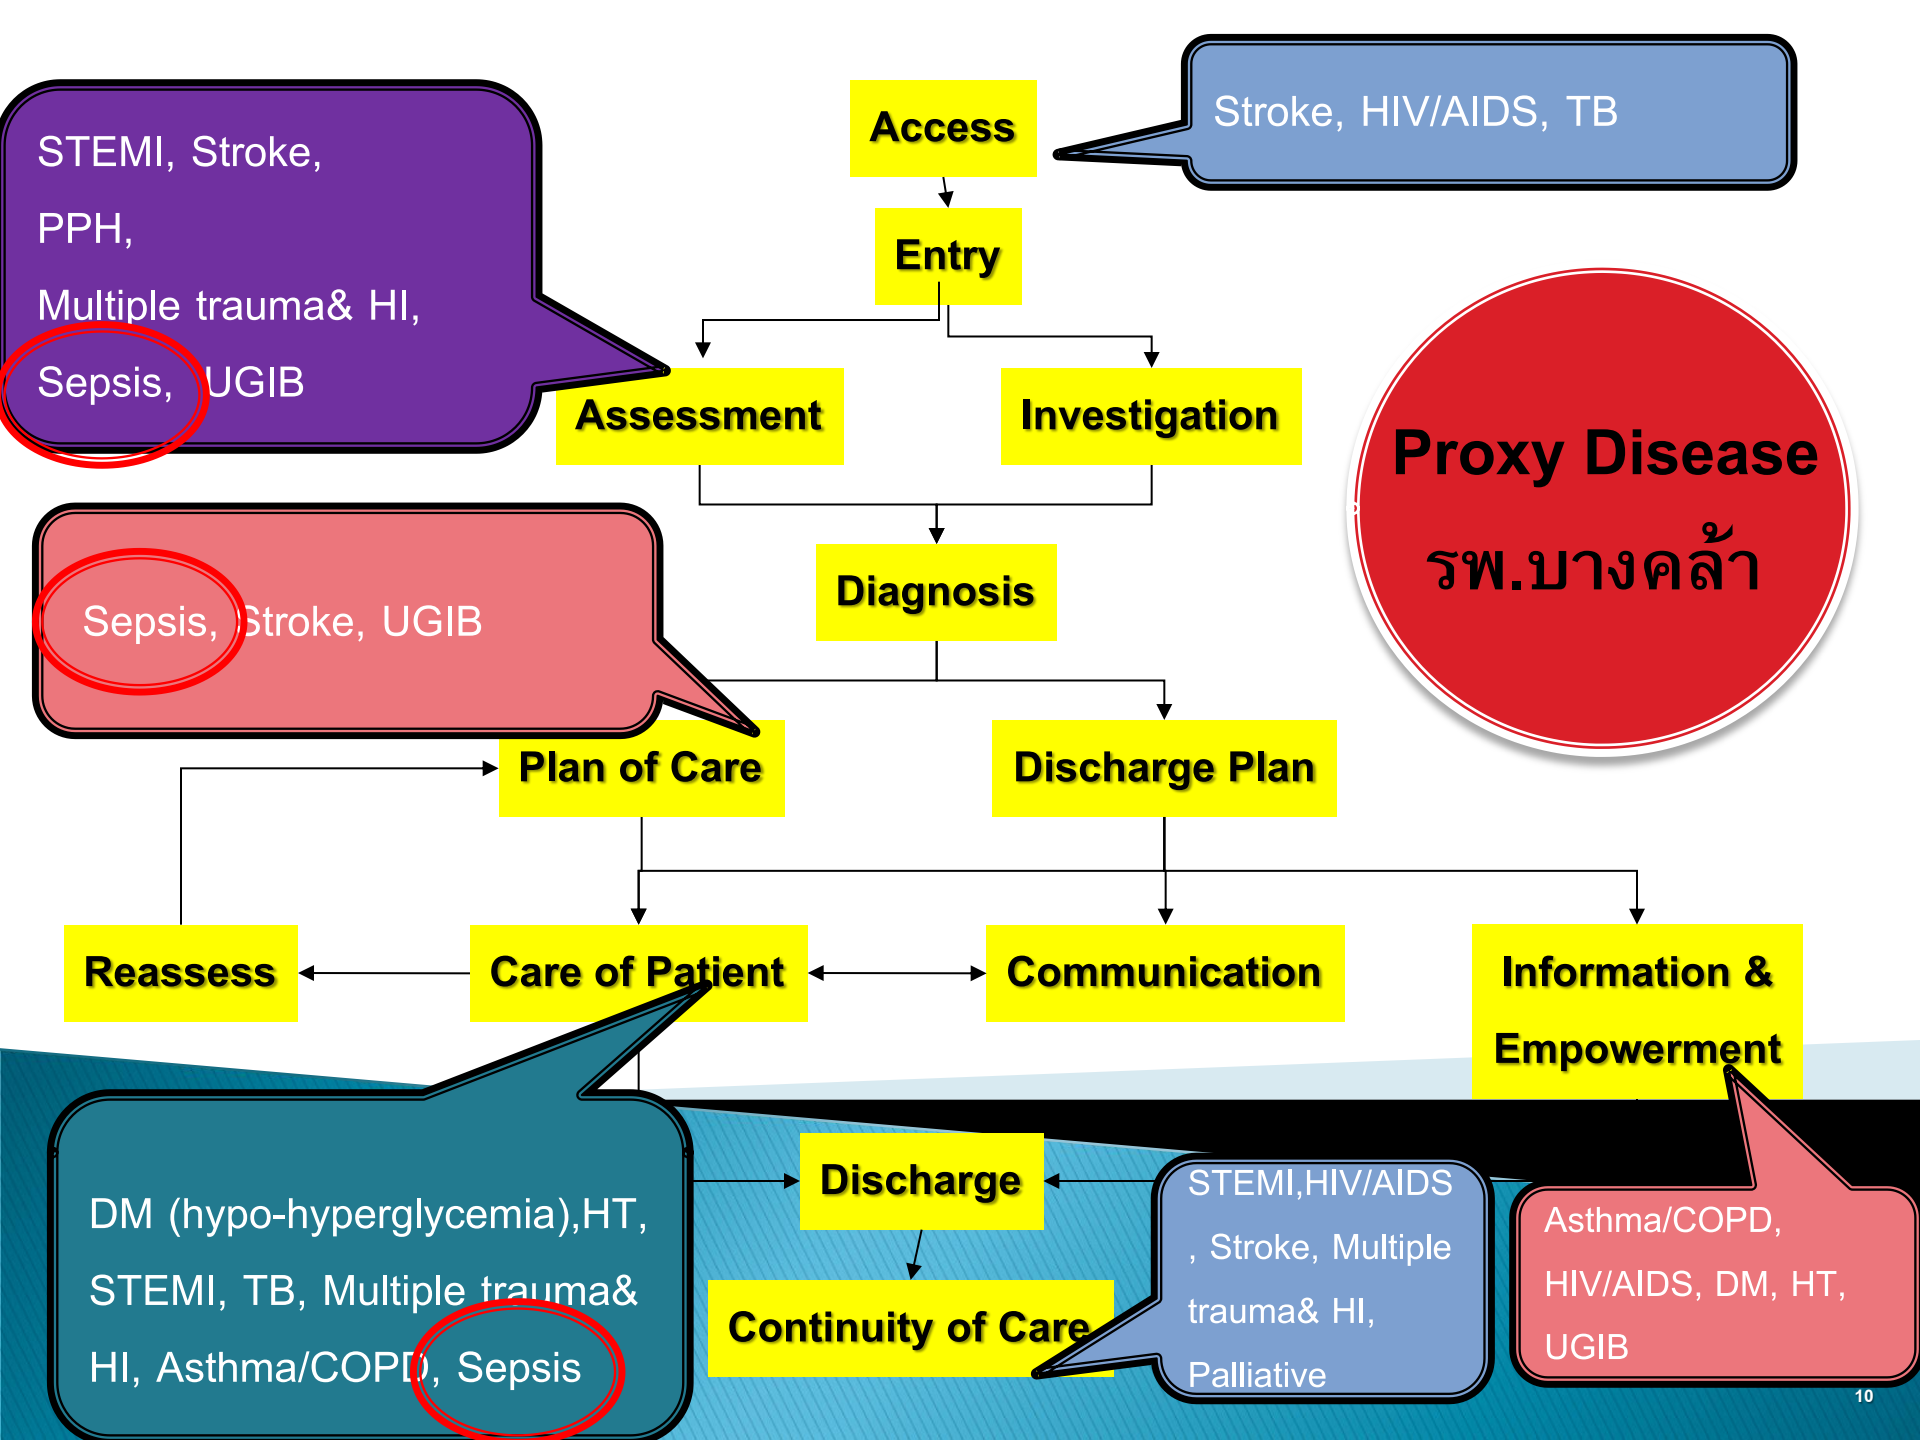 Access
Stroke, HIV/AIDS, TB
STEMI, Stroke,
PPH,
Multiple trauma& HI,
Sepsis, UGIB
Entry
Assessment
Investigation
Proxy Disease
รพ.บางคล้า
Sepsis, Stroke, UGIB
Diagnosis
Plan of Care
Discharge Plan
Reassess
Care of Patient
Communication
Information &
Empowerment
DM (hypo-hyperglycemia),HT,
STEMI, TB, Multiple trauma&
HI, Asthma/COPD, Sepsis
Discharge
Continuity of Care
STEMI,HIV/AIDS
, Stroke, Multiple
trauma& HI,
Palliative
Asthma/COPD,
HIV/AIDS, DM, HT,
UGIB
10